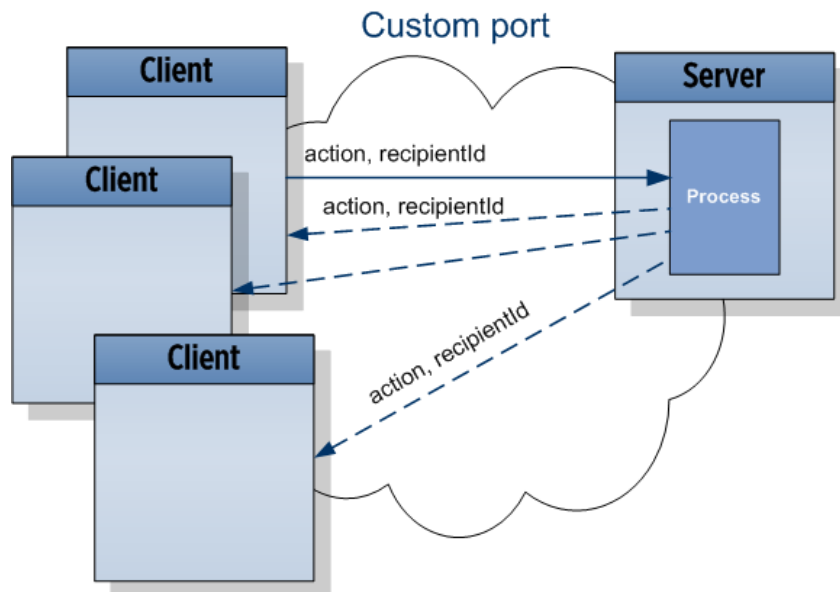 Custom port
Client
Server
action, recipientId
Client
Process
action, recipientId
action, recipientId
Client